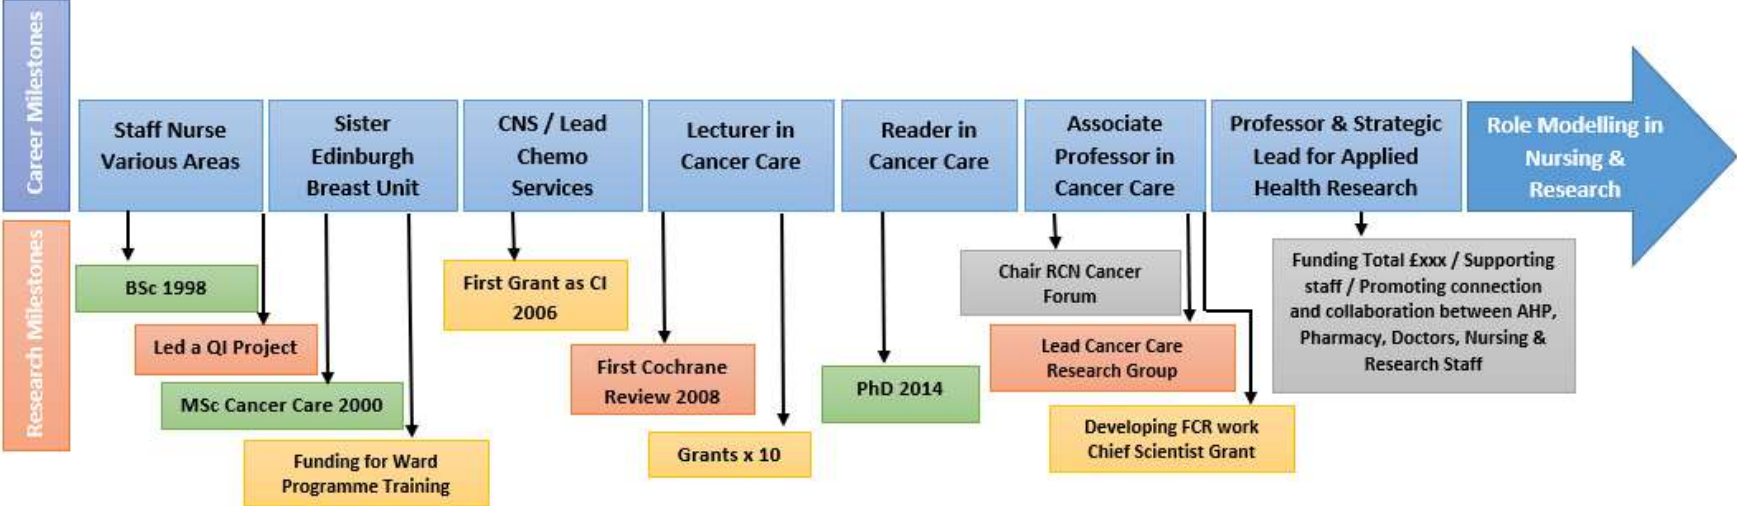 Career Milestones
Staff Nurse
Various Areas
Sister
Edinburgh
Breast Unit
CNS / Lead
Chemo
Services
Lecturer in
Cancer Care
Reader in
Cancer Care
Associate
Professor in
Cancer Care
Professor & Strategic
Lead for Applied
Health Research
Role Modelling in
Nursing &
Research
Research Milestones
BSc 1998
Led a QI Project
MSc Cancer Care 2000
Funding for Ward
Programme Training
First Grant as CI
2006
First Cochrane
Review 2008
Grants x 10
PhD 2014
Chair RCN Cancer
Forum
Lead Cancer Care
Research Group
Developing FCR work
Chief Scientist Grant
Funding Total £xxx / Supporting
staff / Promoting connection
and collaboration between AHP,
Pharmacy, Doctors, Nursing &
Research Staff